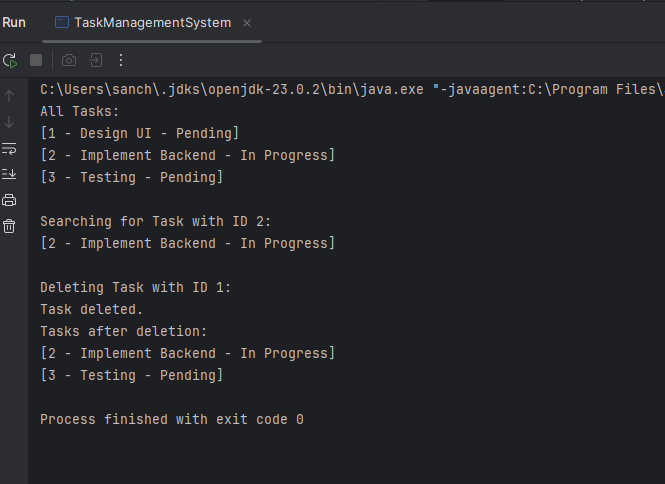 Run TaskManagementSystem
C:\Users\sanch\.jdks\openjdk-23.0.2\bin\java.exe "-javaagent:C:\Program Files\
All Tasks:
[1 - Design UI - Pending]
[2 - Implement Backend - In Progress]
[3 - Testing - Pending]
Searching for Task with ID 2:
[2 - Implement Backend - In Progress]
Deleting Task with ID 1:
Task deleted.
Tasks after deletion:
[2 - Implement Backend - In Progress]
[3 - Testing - Pending]
Process finished with exit code 0